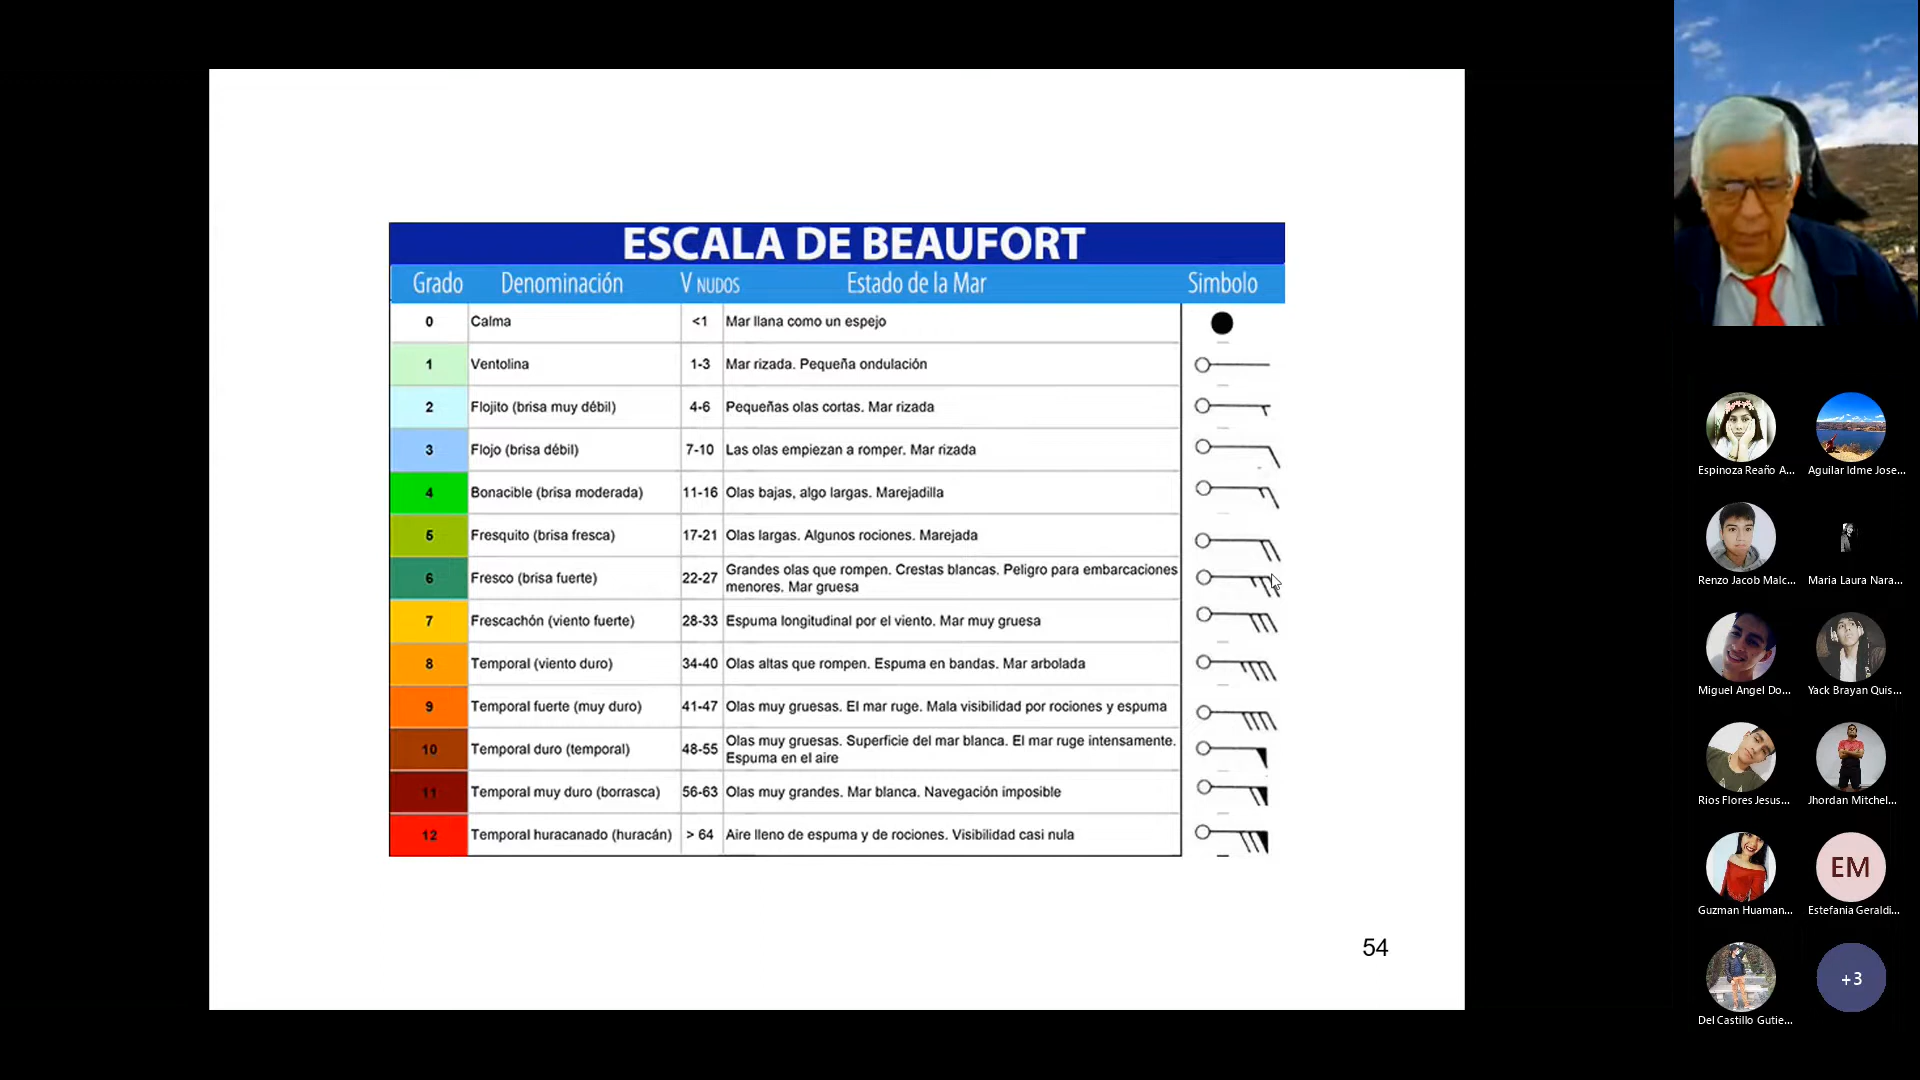 ESCALA DE BEAUFORT
Grado Denominación V NUDOS Estado de la Mar Simbolo
0 Calma <1 Mar llana como un espejo
1 Ventolina 1-3 Mar rizada. Pequeña ondulación
2 Flojito (brisa muy débil) 4-6 Pequeñas olas cortas. Mar rizada
3 Flojo (brisa débil) 7-10 Las olas empiezan a romper. Mar rizada
4 Bonacible (brisa moderada) 11-16 Olas bajas, algo largas. Marejadilla
5 Fresquito (brisa fresca) 17-21 Olas largas. Algunos rociones. Marejada
6 Fresco (brisa fuerte) 22-27 Grandes olas que rompen. Crestas blancas. Peligro para embarcaciones
menores. Mar gruesa
7 Frescachón (viento fuerte) 28-33 Espuma longitudinal por el viento. Mar muy gruesa
8 Temporal (viento duro) 34-40 Olas altas que rompen. Espuma en bandas. Mar arbolada
9 Temporal fuerte (muy duro) 41-47 Olas muy gruesas. El mar ruge. Mala visibilidad por rociones y espuma
10 Temporal duro (temporal) 48-55 Olas muy gruesas. Superficie del mar blanca. El mar ruge intensamente.
Espuma en el aire
11 Temporal muy duro (borrasca) 56-63 Olas muy grandes. Mar blanca. Navegación imposible
12 Temporal huracanado (huracán) > 64 Aire lleno de espuma y de rociones. Visibilidad casi nula
54
Espinoza Reaño A... Aguilar Idme Jose...
Renzo Jacob Malc... Maria Laura Nara...
Miguel Angel Do... Yack Brayan Quis...
Rios Flores Jesus... Jhordan Mitchel...
EM
Guzman Huaman... Estefania Geraldi...
+3
Del Castillo Gutie...